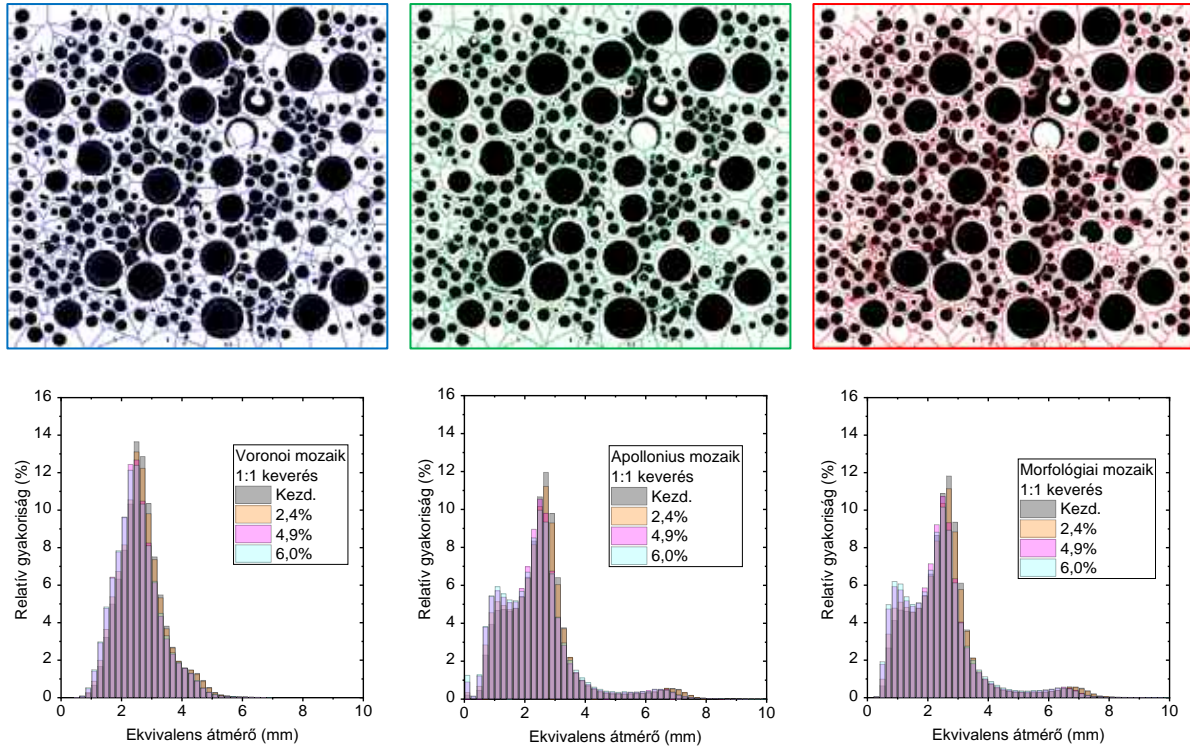 16
14
12
10
8
6
4
2
0
Relatív gyakoriság (%)
Voronoi mozaik
1:1 keverés
Kezd.
2,4%
4,9%
6,0%
0 2 4 6 8 10
Ekvivalens átmérő (mm)
16
14
12
10
8
6
4
2
0
Relatív gyakoriság (%)
Apollonius mozaik
1:1 keverés
Kezd.
2,4%
4,9%
6,0%
0 2 4 6 8 10
Ekvivalens átmérő (mm)
16
14
12
10
8
6
4
2
0
Relatív gyakoriság (%)
Morfológiai mozaik
1:1 keverés
Kezd.
2,4%
4,9%
6,0%
0 2 4 6 8 10
Ekvivalens átmérő (mm)